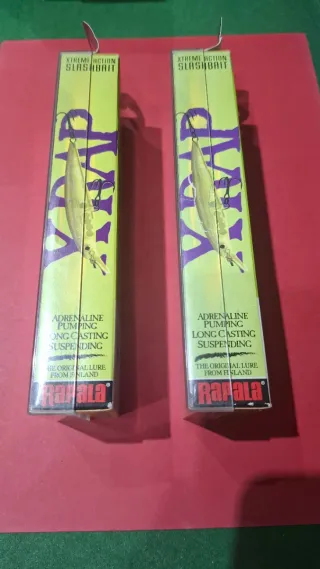 XTREME ACTION
SLASHBAIT
X-RAP
ADRENALINE
PUMPING
LONG CASTING
SUSPENDING
THE ORIGINAL LURE
FROM FINLAND
Rapala®
XTREME ACTION
SLASHBAIT
X-RAP
ADRENALINE
PUMPING
LONG CASTING
SUSPENDING
THE ORIGINAL LURE
FROM FINLAND
Rapala®